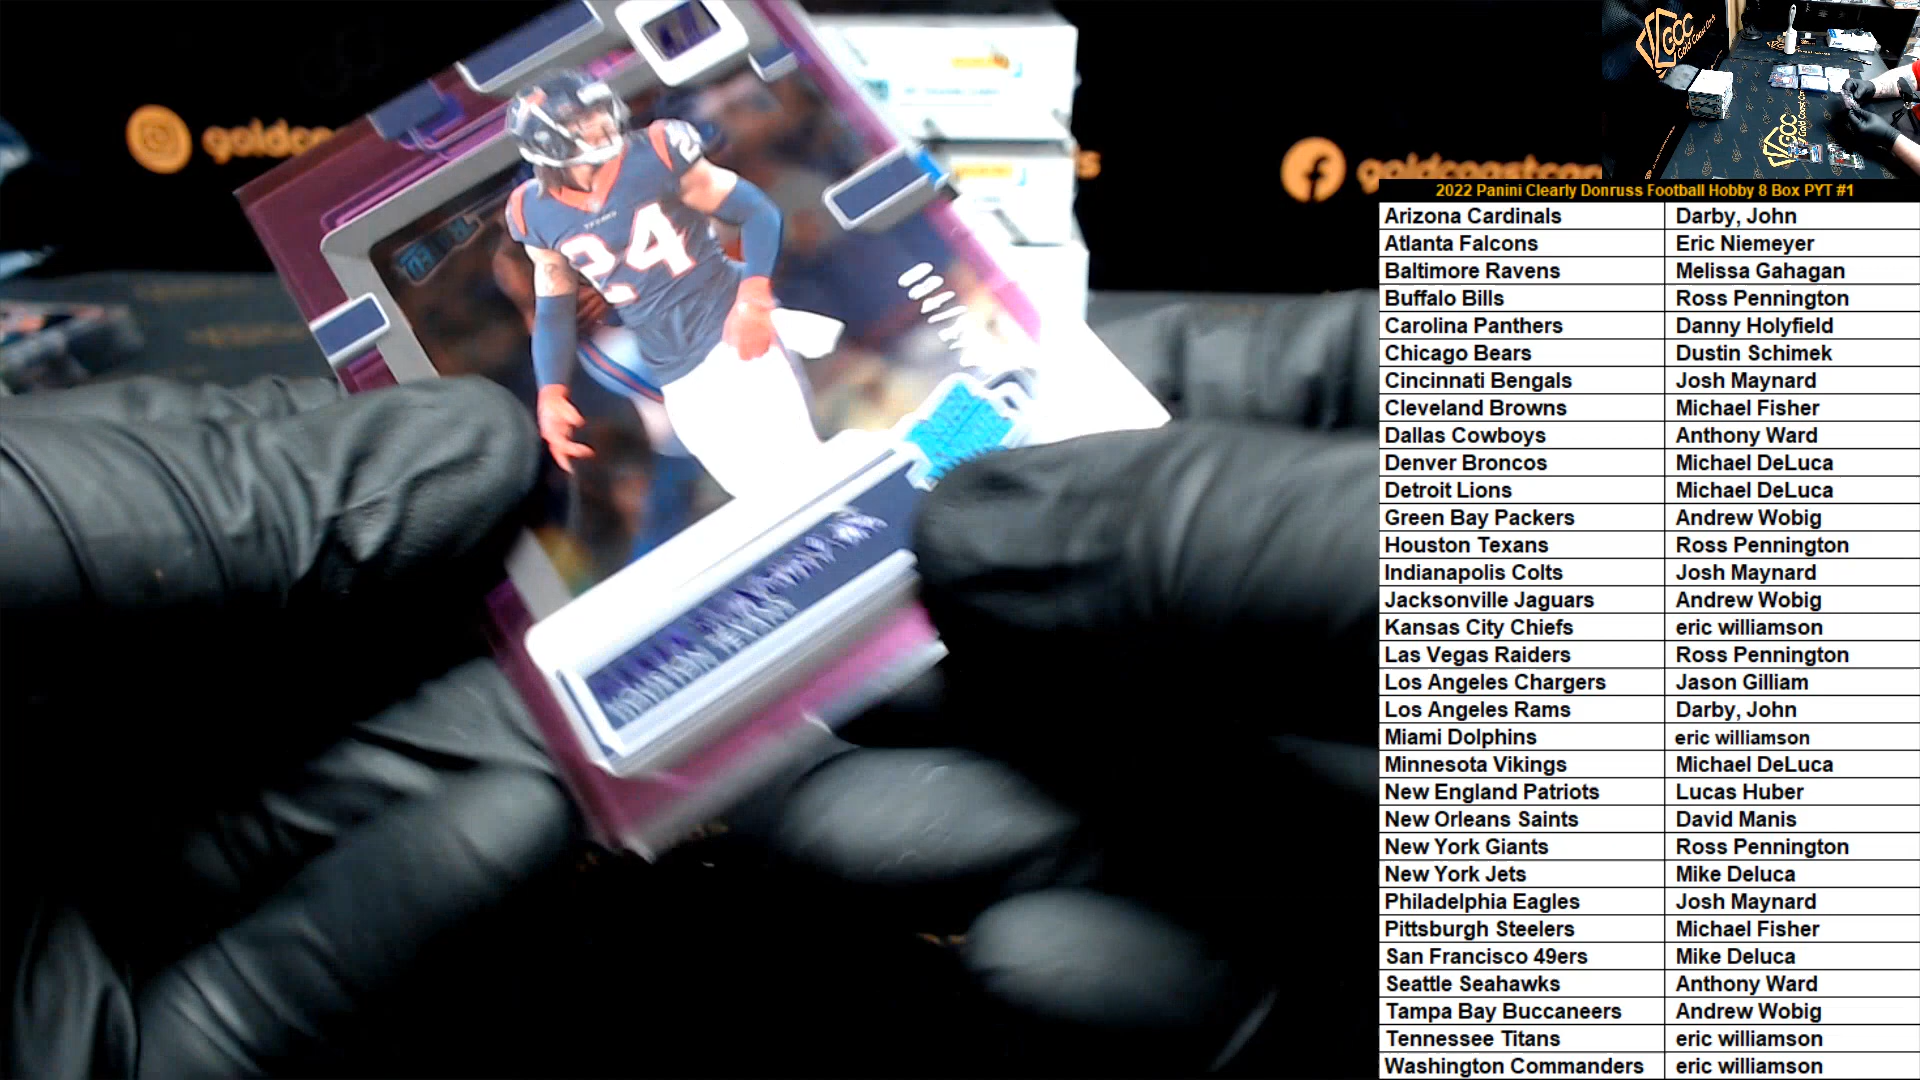 GCC
Gold Coast
goldco
goldcoastcar
24
TEXANS
RATED
2022 Panini Clearly Donruss Football Hobby 8 Box PYT #1
Arizona Cardinals Darby, John
Atlanta Falcons Eric Niemeyer
Baltimore Ravens Melissa Gahagan
Buffalo Bills Ross Pennington
Carolina Panthers Danny Holyfield
Chicago Bears Dustin Schimek
Cincinnati Bengals Josh Maynard
Cleveland Browns Michael Fisher
Dallas Cowboys Anthony Ward
Denver Broncos Michael DeLuca
Detroit Lions Michael DeLuca
Green Bay Packers Andrew Wobig
Houston Texans Ross Pennington
Indianapolis Colts Josh Maynard
Jacksonville Jaguars Andrew Wobig
Kansas City Chiefs eric williamson
Las Vegas Raiders Ross Pennington
Los Angeles Chargers Jason Gilliam
Los Angeles Rams Darby, John
Miami Dolphins eric williamson
Minnesota Vikings Michael DeLuca
New England Patriots Lucas Huber
New Orleans Saints David Manis
New York Giants Ross Pennington
New York Jets Mike Deluca
Philadelphia Eagles Josh Maynard
Pittsburgh Steelers Michael Fisher
San Francisco 49ers Mike Deluca
Seattle Seahawks Anthony Ward
Tampa Bay Buccaneers Andrew Wobig
Tennessee Titans eric williamson
Washington Commanders eric williamson